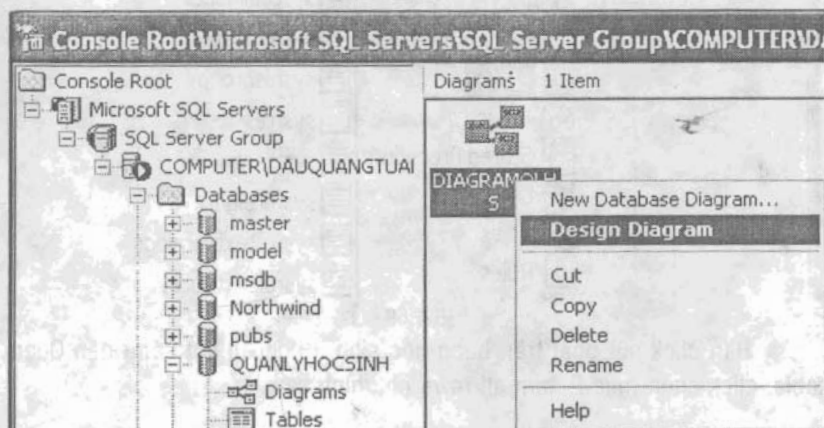 Console Root\Microsoft SQL Servers\SQL Server Group\COMPUTER\DA
Console Root
Microsoft SQL Servers
SQL Server Group
COMPUTER\DAUQUANGTUAI
Databases
master
model
msdb
Northwind
pubs
QUANLYHOCSINH
Diagrams
Tables
Diagrams 1 Item
DIAGRAMQLH
S
New Database Diagram...
Design Diagram
Cut
Copy
Delete
Rename
Help